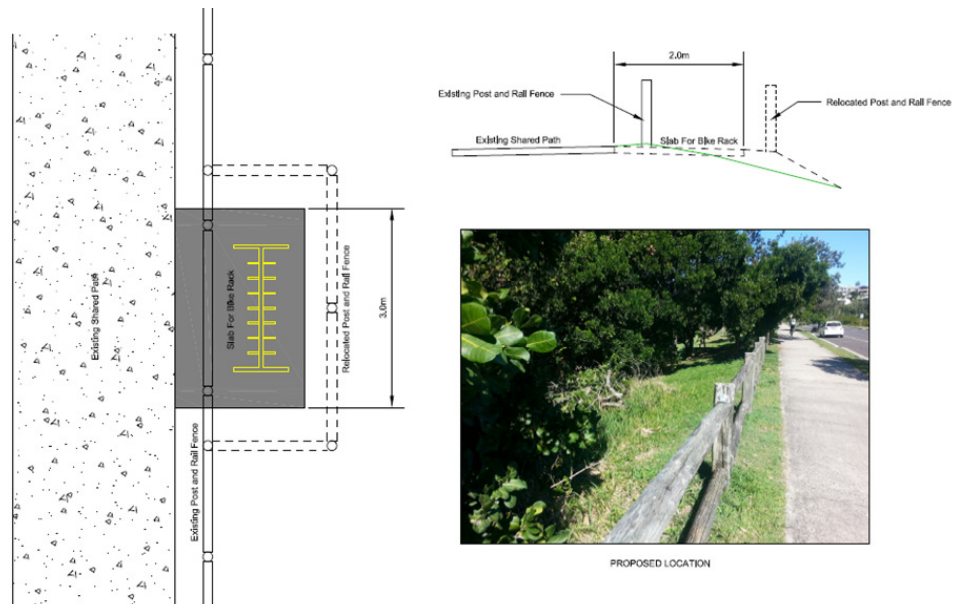 Existing Shared Path
Slab For Bike Rack
Existing Post and Rail Fence
Relocated Post and Rail Fence
3.0m
2.0m
Existing Post and Rail Fence
Relocated Post and Rail Fence
Existing Shared Path
Slab For Bike Rack
PROPOSED LOCATION